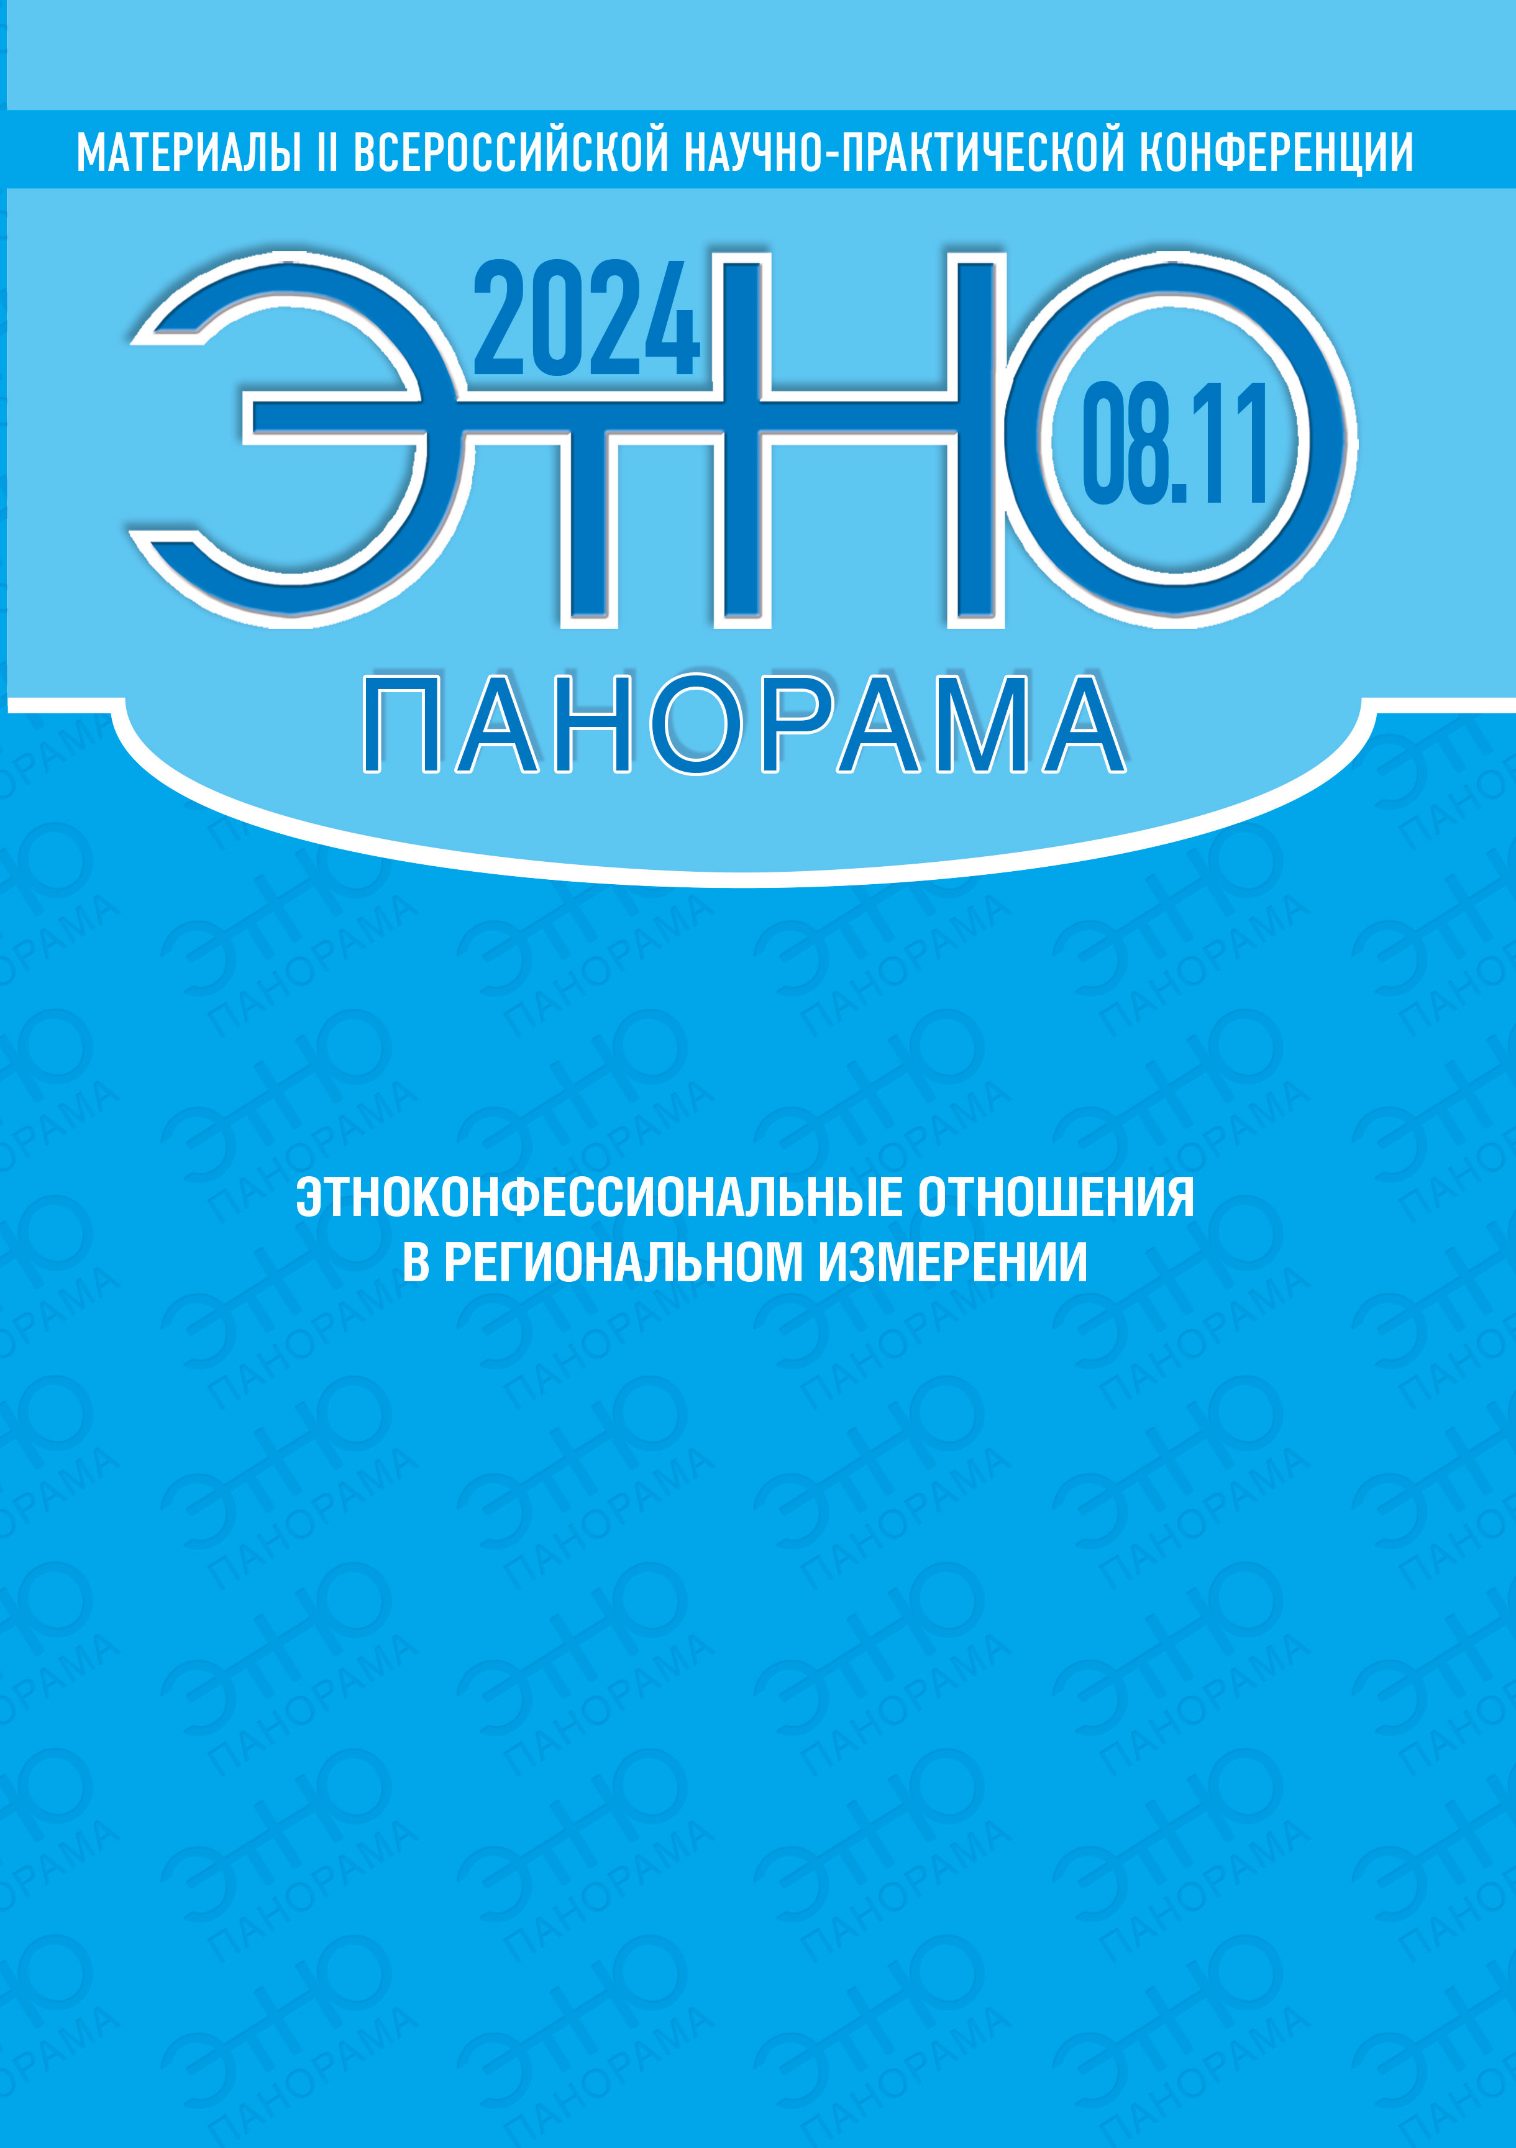 МАТЕРИАЛЫ II ВСЕРОССИЙСКОЙ НАУЧНО-ПРАКТИЧЕСКОЙ КОНФЕРЕНЦИИ
2024
ЭТНО
08.11
ПАНОРАМА
ЭТНОКОНФЕССИОНАЛЬНЫЕ ОТНОШЕНИЯ
В РЕГИОНАЛЬНОМ ИЗМЕРЕНИИ